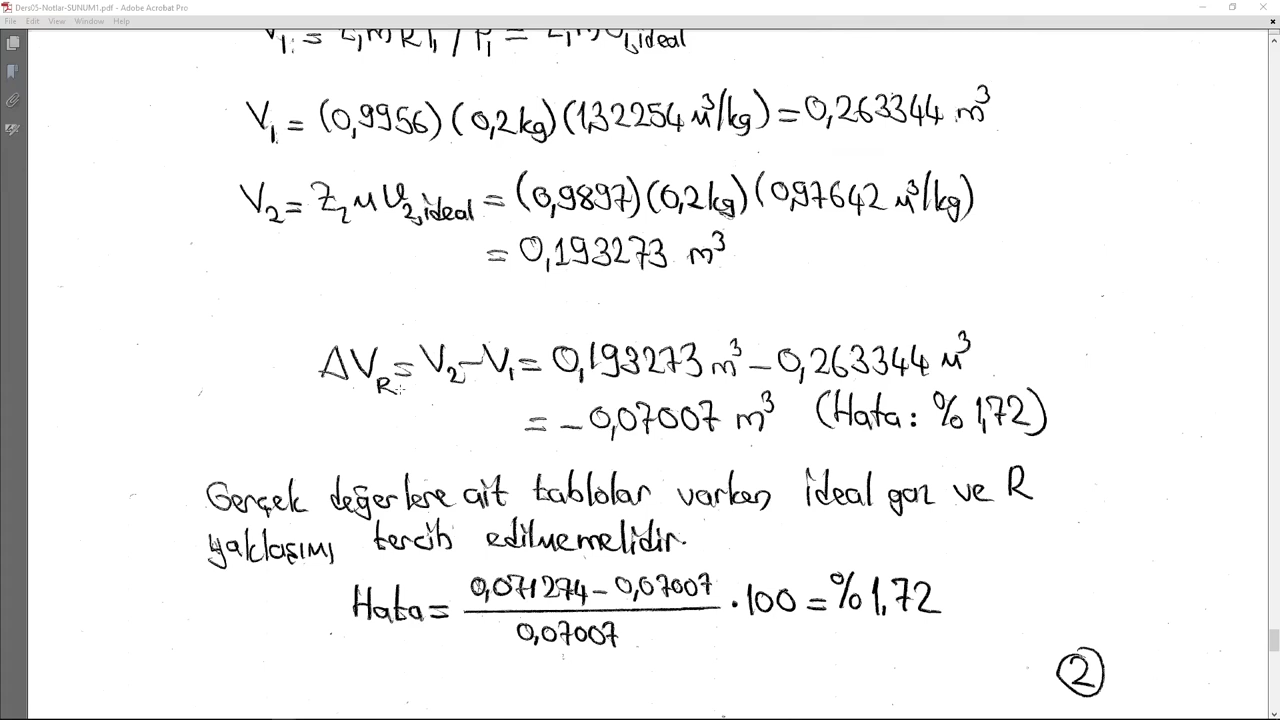 Ders05-Notlar-SUNUM1.pdf - Adobe Acrobat Pro
File Edit View Window Help
V₁ = (0,9956) (0,2 kg) (1,32254 m³/kg) = 0,263344 m³
V₂ = Z₂ m υ₂,ideal = (0,9897) (0,2 kg) (0,97642 m³/kg)
= 0,193273 m³
ΔV_R = V₂ - V₁ = 0,193273 m³ - 0,263344 m³
= - 0,07007 m³ (Hata: % 1,72)
Gerçek değerlere ait tablolar varken ideal gaz ve R
yaklaşımı tercih edilmemelidir.
Hata = (0,071274 - 0,07007) / 0,07007 · 100 = % 1,72
2